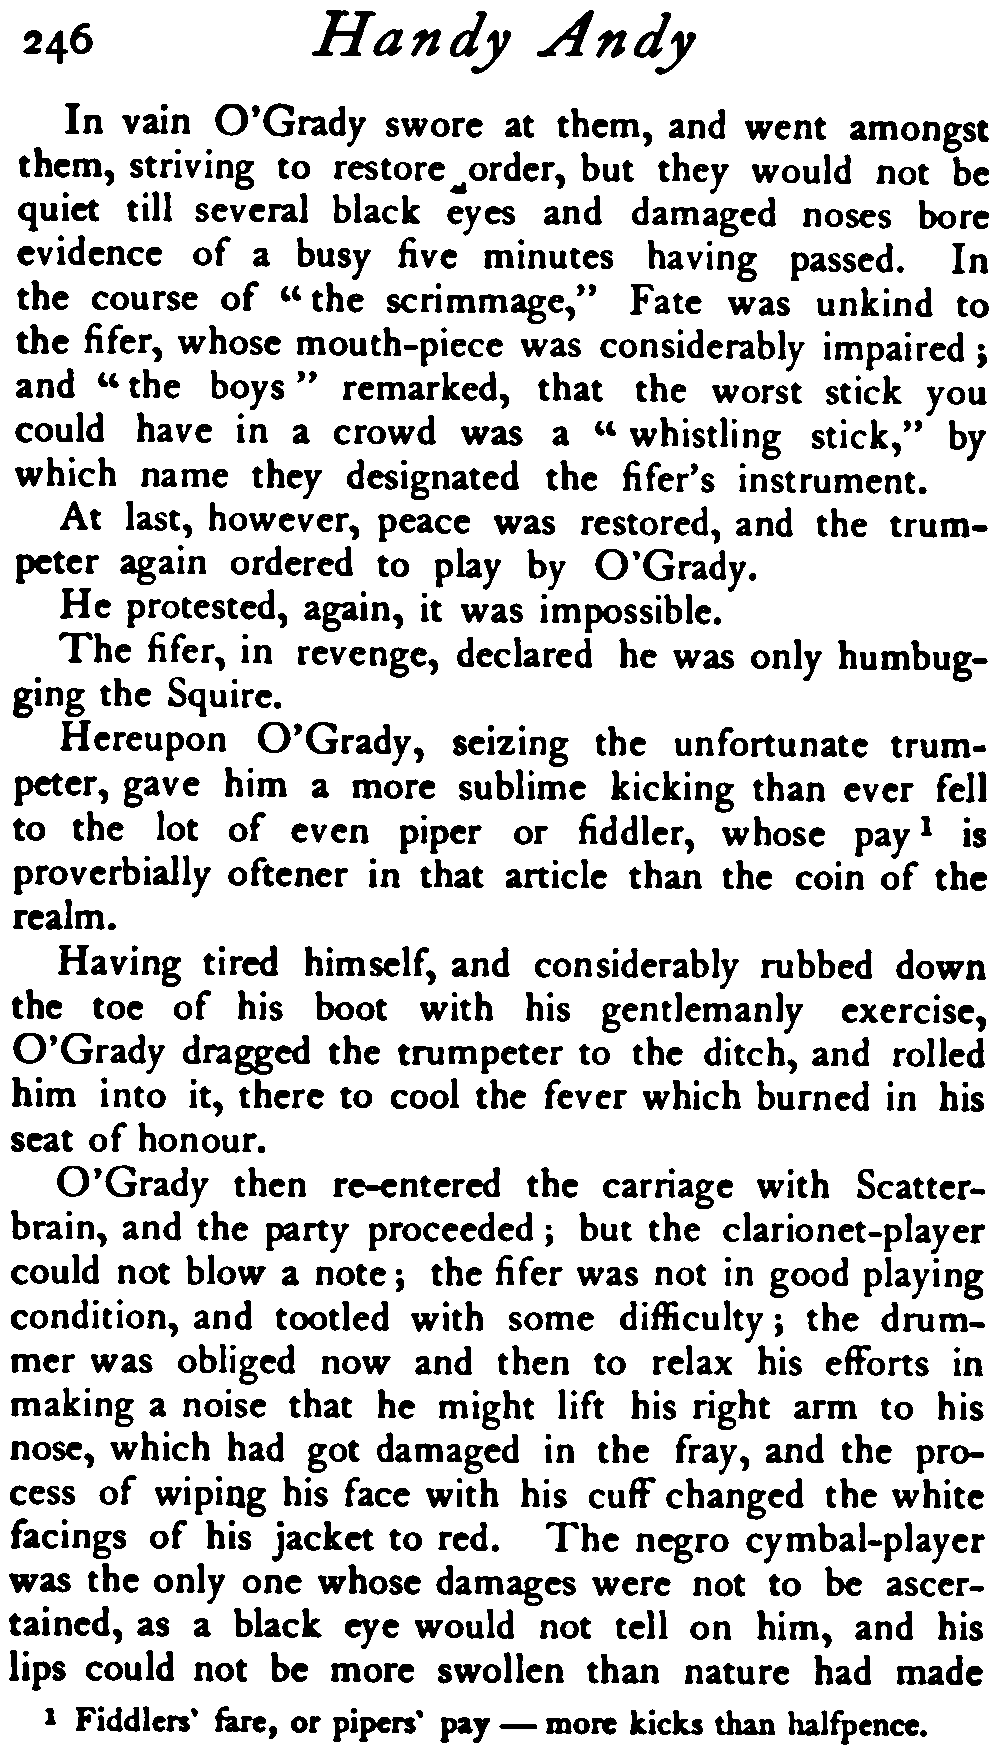 246 Handy Andy
In vain O'Grady swore at them, and went amongst
them, striving to restore order, but they would not be
quiet till several black eyes and damaged noses bore
evidence of a busy five minutes having passed. In
the course of "the scrimmage," Fate was unkind to
the fifer, whose mouth-piece was considerably impaired ;
and "the boys" remarked, that the worst stick you
could have in a crowd was a "whistling stick," by
which name they designated the fifer's instrument.
At last, however, peace was restored, and the trum-
peter again ordered to play by O'Grady.
He protested, again, it was impossible.
The fifer, in revenge, declared he was only humbug-
ging the Squire.
Hereupon O'Grady, seizing the unfortunate trum-
peter, gave him a more sublime kicking than ever fell
to the lot of even piper or fiddler, whose pay ¹ is
proverbially oftener in that article than the coin of the
realm.
Having tired himself, and considerably rubbed down
the toe of his boot with his gentlemanly exercise,
O'Grady dragged the trumpeter to the ditch, and rolled
him into it, there to cool the fever which burned in his
seat of honour.
O'Grady then re-entered the carriage with Scatter-
brain, and the party proceeded ; but the clarionet-player
could not blow a note ; the fifer was not in good playing
condition, and tootled with some difficulty ; the drum-
mer was obliged now and then to relax his efforts in
making a noise that he might lift his right arm to his
nose, which had got damaged in the fray, and the pro-
cess of wiping his face with his cuff changed the white
facings of his jacket to red. The negro cymbal-player
was the only one whose damages were not to be ascer-
tained, as a black eye would not tell on him, and his
lips could not be more swollen than nature had made
¹ Fiddlers' fare, or pipers' pay — more kicks than halfpence.